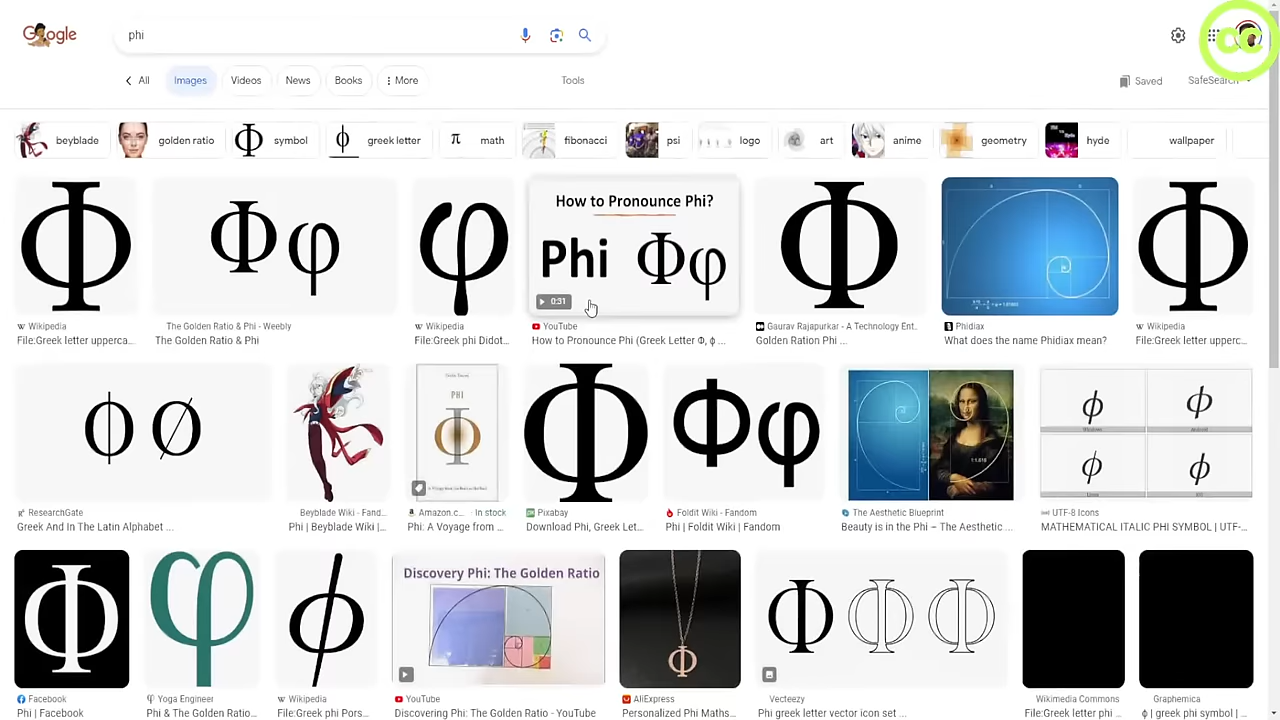 Google
phi
All
Images
Videos
News
Books
More
Tools
Saved
SafeSearch
cc
beyblade
golden ratio
symbol
greek letter
π
math
fibonacci
psi
logo
art
anime
geometry
hyde
wallpaper
Φ
Φφ
φ
How to Pronounce Phi?
Phi Φφ
0:31
Φ
Φ
Wikipedia
File:Greek letter upperca...
The Golden Ratio & Phi - Weebly
The Golden Ratio & Phi
Wikipedia
File:Greek phi Didot...
YouTube
How to Pronounce Phi (Greek Letter Φ, ϕ ...
Gaurav Rajapurkar - A Technology Ent...
Golden Ration Phi ...
Phidiax
What does the name Phidiax mean?
Wikipedia
File:Greek letter upperc...
ϕ Ø
PHI
Φ
Φ
Φφ
1:1.618
ϕ
ϕ
ϕ
ϕ
ResearchGate
Greek And In The Latin Alphabet ...
Beyblade Wiki - Fand...
Phi | Beyblade Wiki |...
Amazon.c... · In stock
Phi: A Voyage from ...
Pixabay
Download Phi, Greek Let...
Foldit Wiki - Fandom
Phi | Foldit Wiki | Fandom
The Aesthetic Blueprint
Beauty is in the Phi – The Aesthetic ...
UTF-8 Icons
MATHEMATICAL ITALIC PHI SYMBOL | UTF-...
Φ
φ
ϕ
Discovery Phi: The Golden Ratio
Φ
ΦΦΦ
Facebook
Phi | Facebook
Yoga Engineer
Phi & The Golden Ratio...
Wikipedia
File:Greek phi Pors...
YouTube
Discovering Phi: The Golden Ratio - YouTube
AliExpress
Personalized Phi Maths...
Vecteezy
Phi greek letter vector icon set ...
Wikimedia Commons
File:Greek letter phi ...
Graphemica
ϕ | greek phi symbol | ...